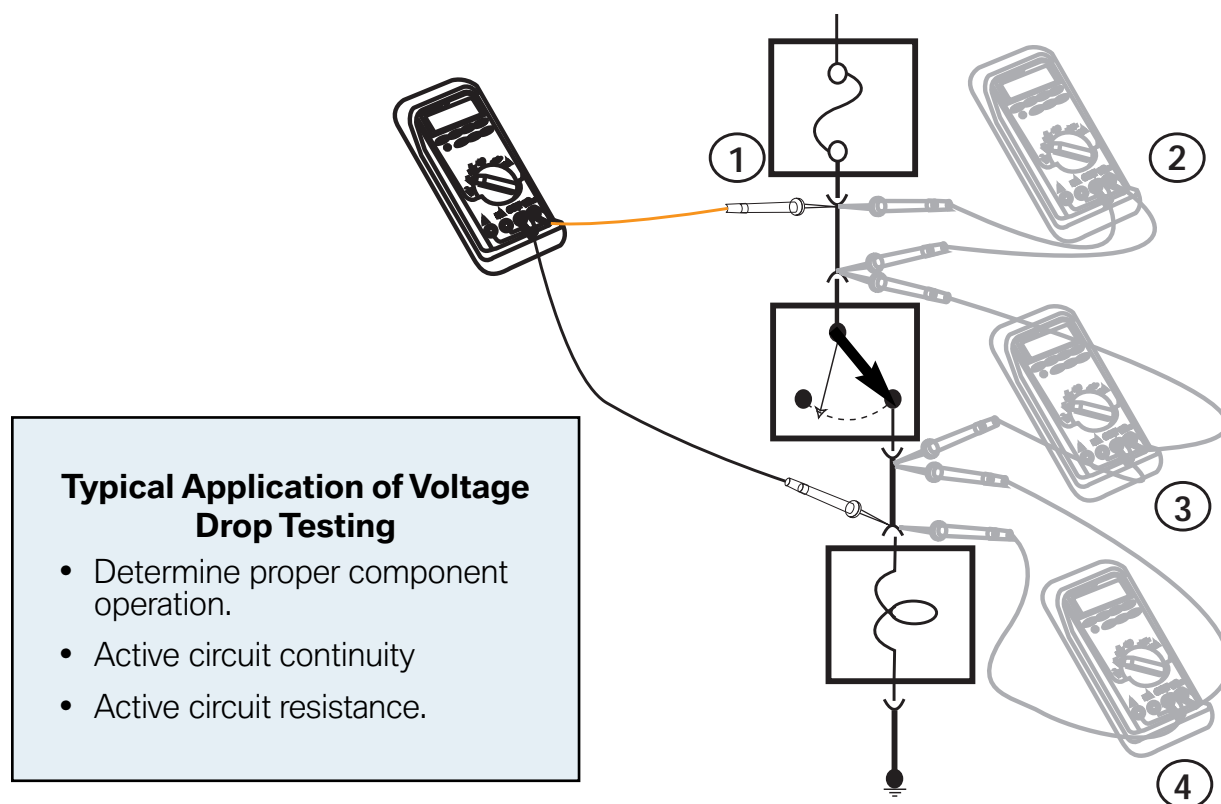 1
2
Typical Application of Voltage
Drop Testing
• Determine proper component
operation.
• Active circuit continuity
• Active circuit resistance.
3
4